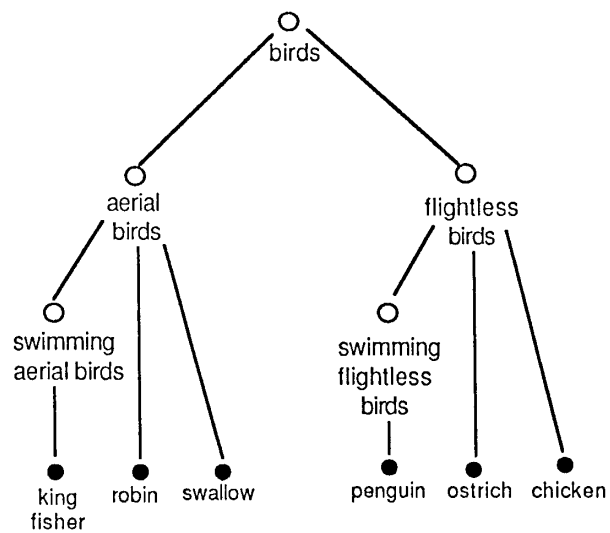 birds
aerial
birds
flightless
birds
swimming
aerial birds
swimming
flightless
birds
king
fisher
robin
swallow
penguin
ostrich
chicken